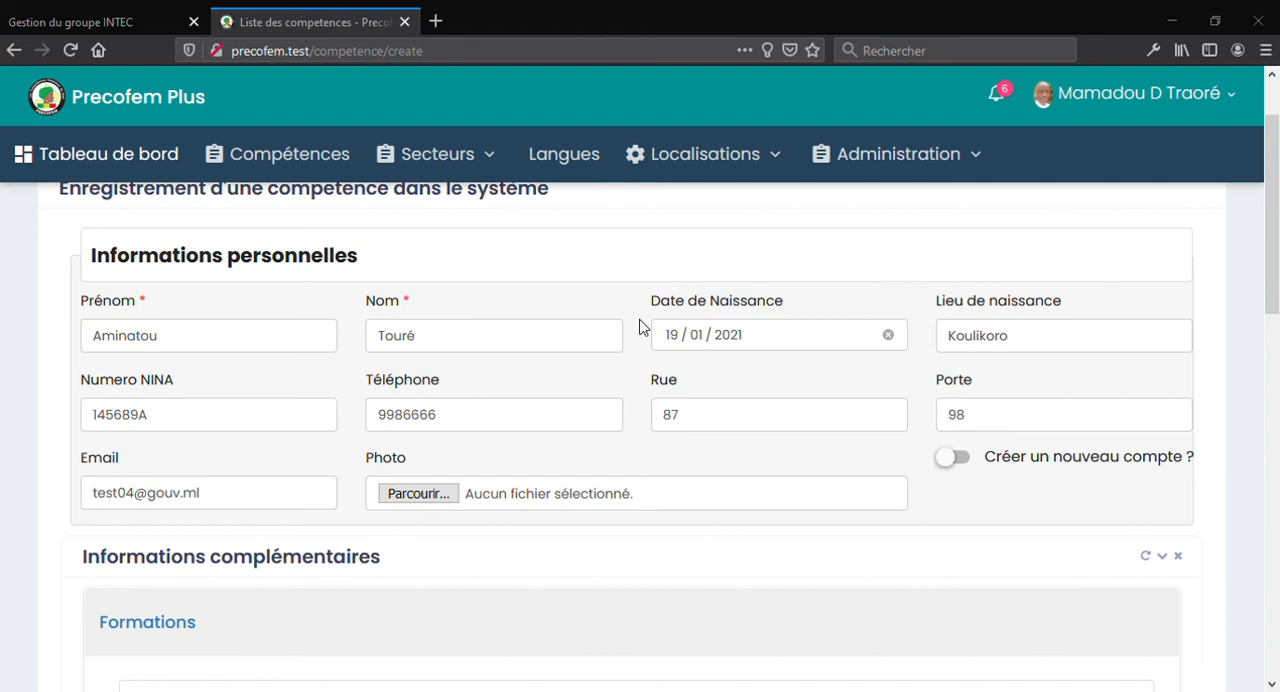 Gestion du groupe INTEC
Liste des competences - Preco
precofem.test/competence/create
Rechercher
Precofem Plus
6
Mamadou D Traoré
Tableau de bord
Compétences
Secteurs
Langues
Localisations
Administration
Enregistrement d'une compétence dans le système
Informations personnelles
Prénom *
Nom *
Date de Naissance
Lieu de naissance
Aminatou
Touré
19 / 01 / 2021
Koulikoro
Numero NINA
Téléphone
Rue
Porte
145689A
9986666
87
98
Email
Photo
Créer un nouveau compte ?
test04@gouv.ml
Parcourir... Aucun fichier sélectionné.
Informations complémentaires
Formations